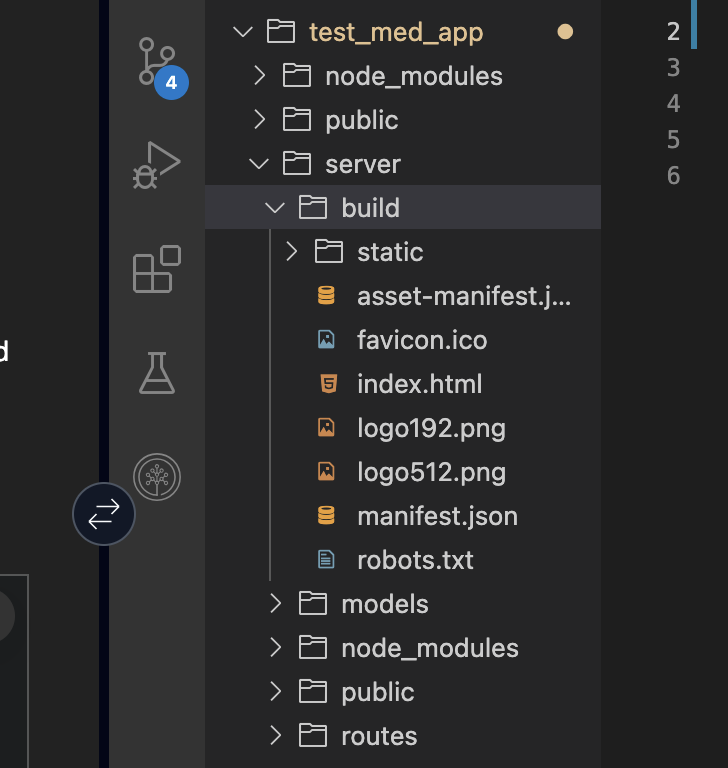 d
4
test_med_app
node_modules
public
server
build
static
asset-manifest.j...
favicon.ico
index.html
logo192.png
logo512.png
manifest.json
robots.txt
models
node_modules
public
routes
2
3
4
5
6